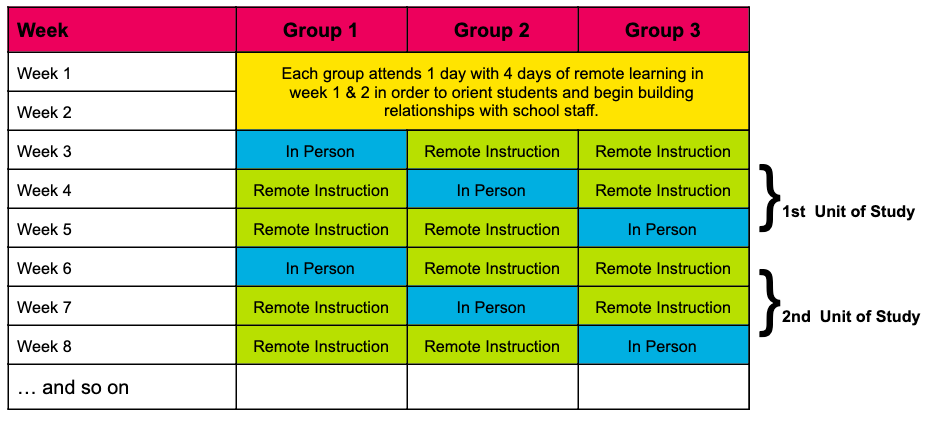 Week Group 1 Group 2 Group 3
Week 1
Each group attends 1 day with 4 days of remote learning in
week 1 & 2 in order to orient students and begin building
relationships with school staff.
Week 2
Week 3 In Person Remote Instruction Remote Instruction
Week 4 Remote Instruction In Person Remote Instruction
Week 5 Remote Instruction Remote Instruction In Person
} 1st  Unit of Study
Week 6 In Person Remote Instruction Remote Instruction
Week 7 Remote Instruction In Person Remote Instruction
Week 8 Remote Instruction Remote Instruction In Person
} 2nd  Unit of Study
… and so on